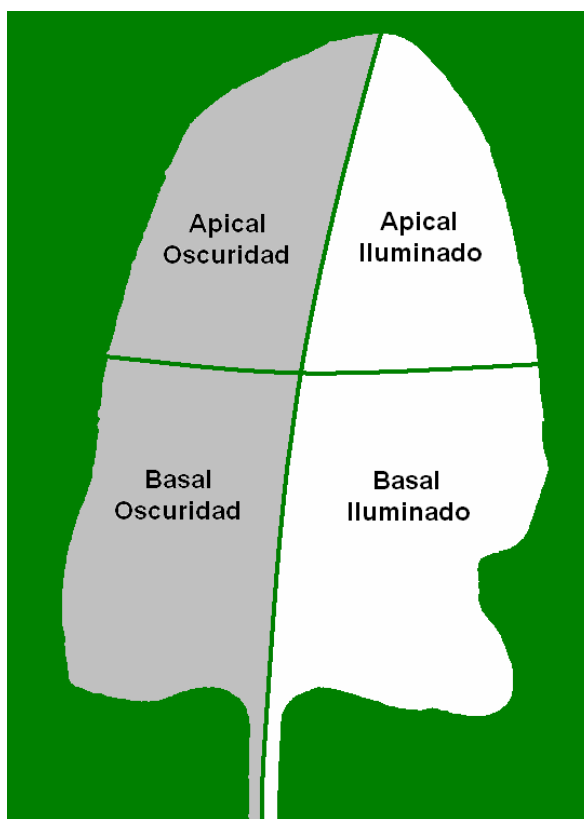 Apical
Oscuridad
Apical
Iluminado
Basal
Oscuridad
Basal
Iluminado